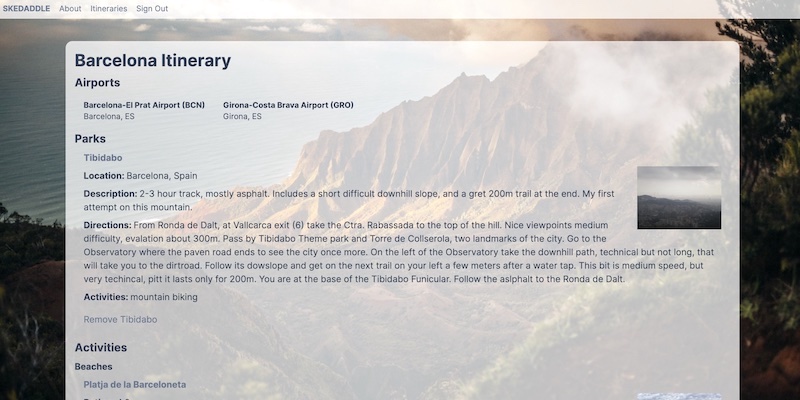 SKEDADDLE About Itineraries Sign Out
Barcelona Itinerary
Airports
Barcelona-El Prat Airport (BCN) Girona-Costa Brava Airport (GRO)
Barcelona, ES Girona, ES
Parks
Tibidabo
Location: Barcelona, Spain
Description: 2-3 hour track, mostly asphalt. Includes a short difficult downhill slope, and a gret 200m trail at the end. My first
attempt on this mountain.
Directions: From Ronda de Dalt, at Vallcarca exit (6) take the Ctra. Rabassada to the top of the hill. Nice viewpoints medium
difficulty, evalation about 300m. Pass by Tibidabo Theme park and Torre de Collserola, two landmarks of the city. Go to the
Observatory where the paven road ends to see the city once more. On the left of the Observatory take the downhill path, technical but not long, that
will take you to the dirtroad. Follow its dowslope and get on the next trail on your left a few meters after a water tap. This bit is medium speed, but
very techincal, pitt it lasts only for 200m. You are at the base of the Tibidabo Funicular. Follow the aslphalt to the Ronda de Dalt.
Activities: mountain biking
Remove Tibidabo
Activities
Beaches
Platja de la Barceloneta